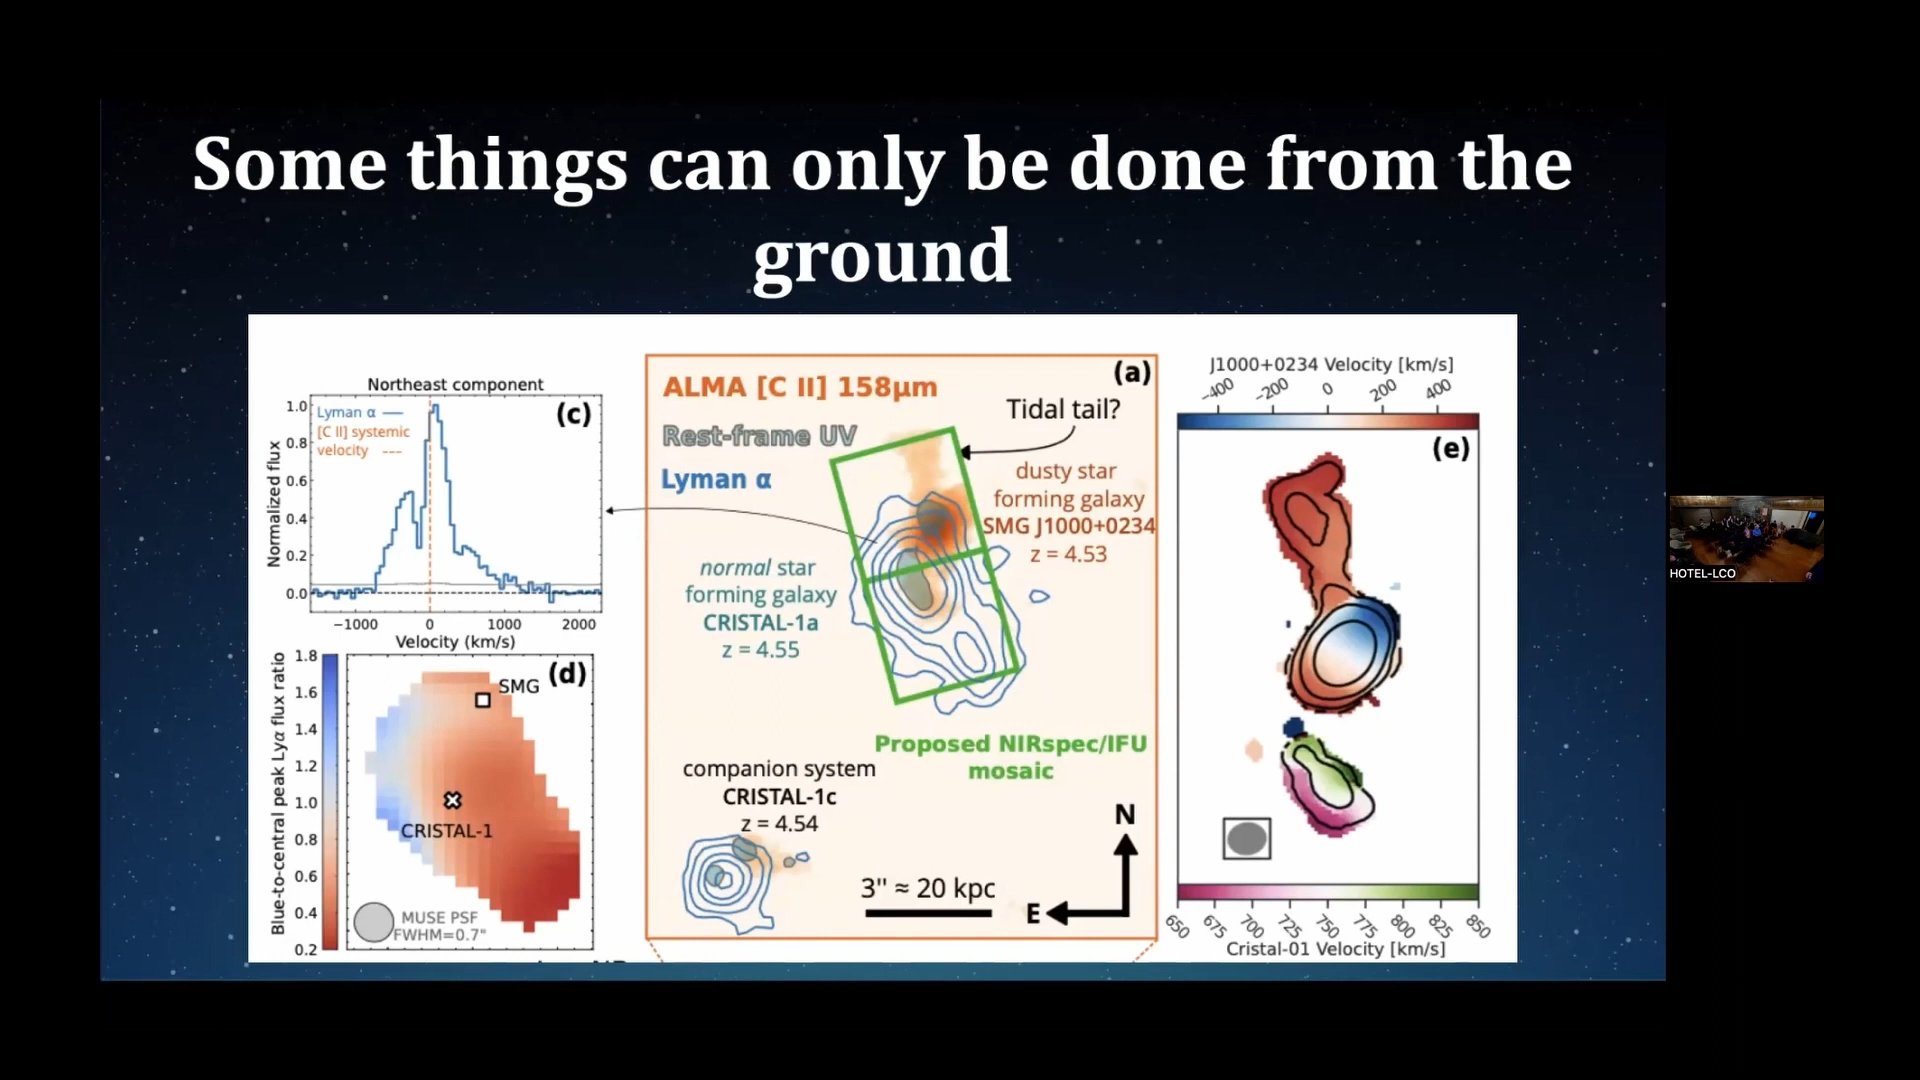 Some things can only be done from the
ground
Northeast component
(c)
Lyman α
[C II] systemic
velocity
Normalized flux
1.0
0.8
0.6
0.4
0.2
0.0
−1000
0
1000
2000
Velocity (km/s)
(d)
SMG
CRISTAL-1
MUSE PSF
FWHM=0.7"
Blue-to-central peak Lyα flux ratio
1.8
1.6
1.4
1.2
1.0
0.8
0.6
0.4
0.2
(a)
ALMA [C II] 158μm
Rest-frame UV
Lyman α
Tidal tail?
dusty star
forming galaxy
SMG J1000+0234
z = 4.53
normal star
forming galaxy
CRISTAL-1a
z = 4.55
Proposed NIRspec/IFU
mosaic
companion system
CRISTAL-1c
z = 4.54
3" ≈ 20 kpc
N
E
J1000+0234 Velocity [km/s]
−400
−200
0
200
400
(e)
650
675
700
725
750
775
800
825
850
Cristal-01 Velocity [km/s]
HOTEL-LCO